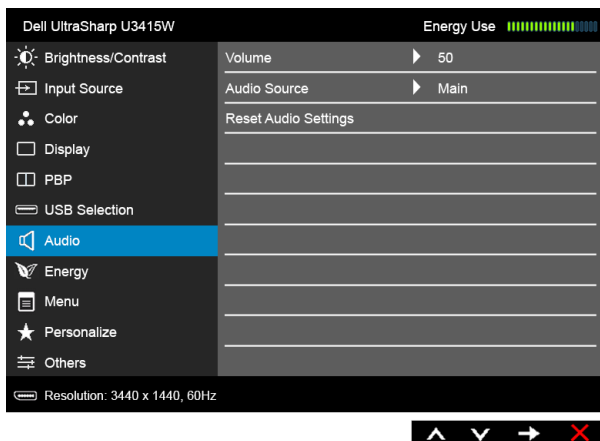 Dell UltraSharp U3415W Energy Use
Brightness/Contrast
Input Source
Color
Display
PBP
USB Selection
Audio
Energy
Menu
Personalize
Others
Volume 50
Audio Source Main
Reset Audio Settings
Resolution: 3440 x 1440, 60Hz